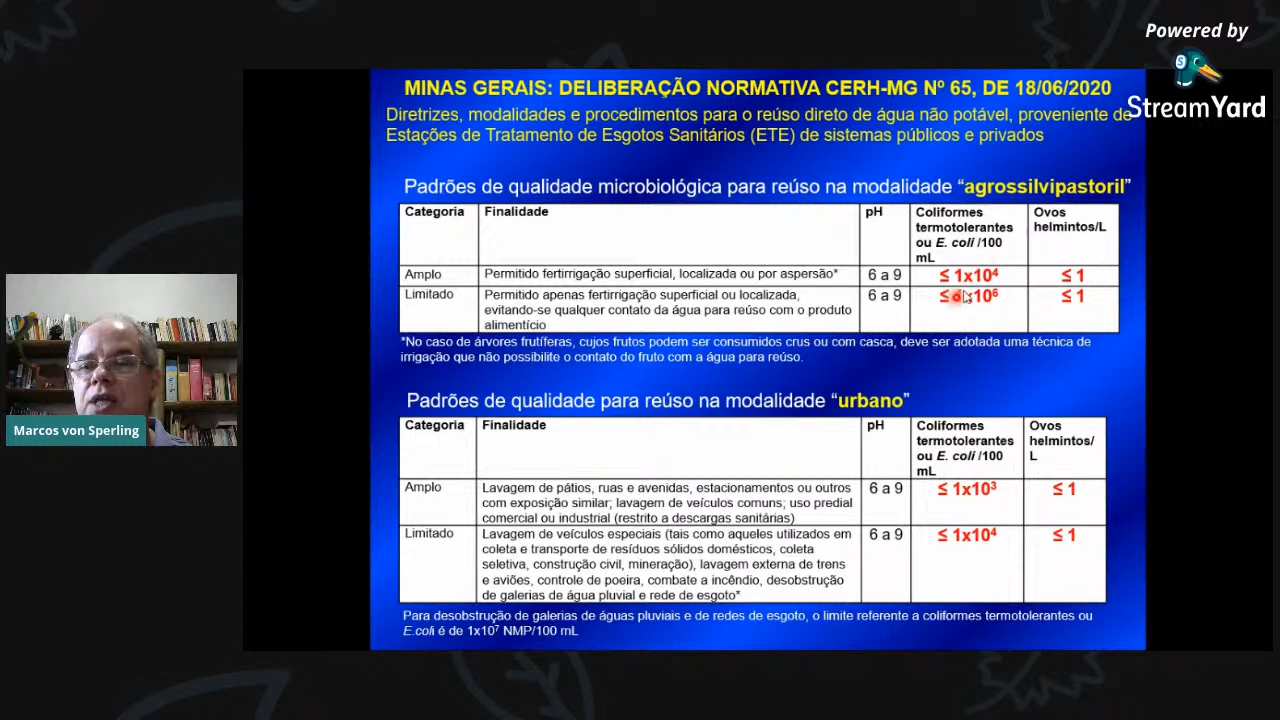 Powered by
StreamYard
MINAS GERAIS: DELIBERAÇÃO NORMATIVA CERH-MG Nº 65, DE 18/06/2020
Diretrizes, modalidades e procedimentos para o reúso direto de água não potável, proveniente de
Estações de Tratamento de Esgotos Sanitários (ETE) de sistemas públicos e privados
Padrões de qualidade microbiológica para reúso na modalidade “agrossilvipastoril”
Categoria Finalidade pH Coliformes termotolerantes ou E. coli /100 mL Ovos helmintos/L
Amplo Permitido fertirrigação superficial, localizada ou por aspersão* 6 a 9 ≤ 1x10⁴ ≤ 1
Limitado Permitido apenas fertirrigação superficial ou localizada, 6 a 9 ≤ x10⁶ ≤ 1
evitando-se qualquer contato da água para reúso com o produto
alimentício
*No caso de árvores frutíferas, cujos frutos podem ser consumidos crus ou com casca, deve ser adotada uma técnica de
irrigação que não possibilite o contato do fruto com a água para reúso.
Padrões de qualidade para reúso na modalidade “urbano”
Categoria Finalidade pH Coliformes termotolerantes ou E. coli /100 mL Ovos helmintos/ L
Amplo Lavagem de pátios, ruas e avenidas, estacionamentos ou outros 6 a 9 ≤ 1x10³ ≤ 1
com exposição similar; lavagem de veículos comuns; uso predial
comercial ou industrial (restrito a descargas sanitárias)
Limitado Lavagem de veículos especiais (tais como aqueles utilizados em 6 a 9 ≤ 1x10⁴ ≤ 1
coleta e transporte de resíduos sólidos domésticos, coleta
seletiva, construção civil, mineração), lavagem externa de trens
e aviões, controle de poeira, combate a incêndio, desobstrução
de galerias de água pluvial e rede de esgoto*
Para desobstrução de galerias de águas pluviais e de redes de esgoto, o limite referente a coliformes termotolerantes ou
E.coli é de 1x10⁷ NMP/100 mL
Marcos von Sperling